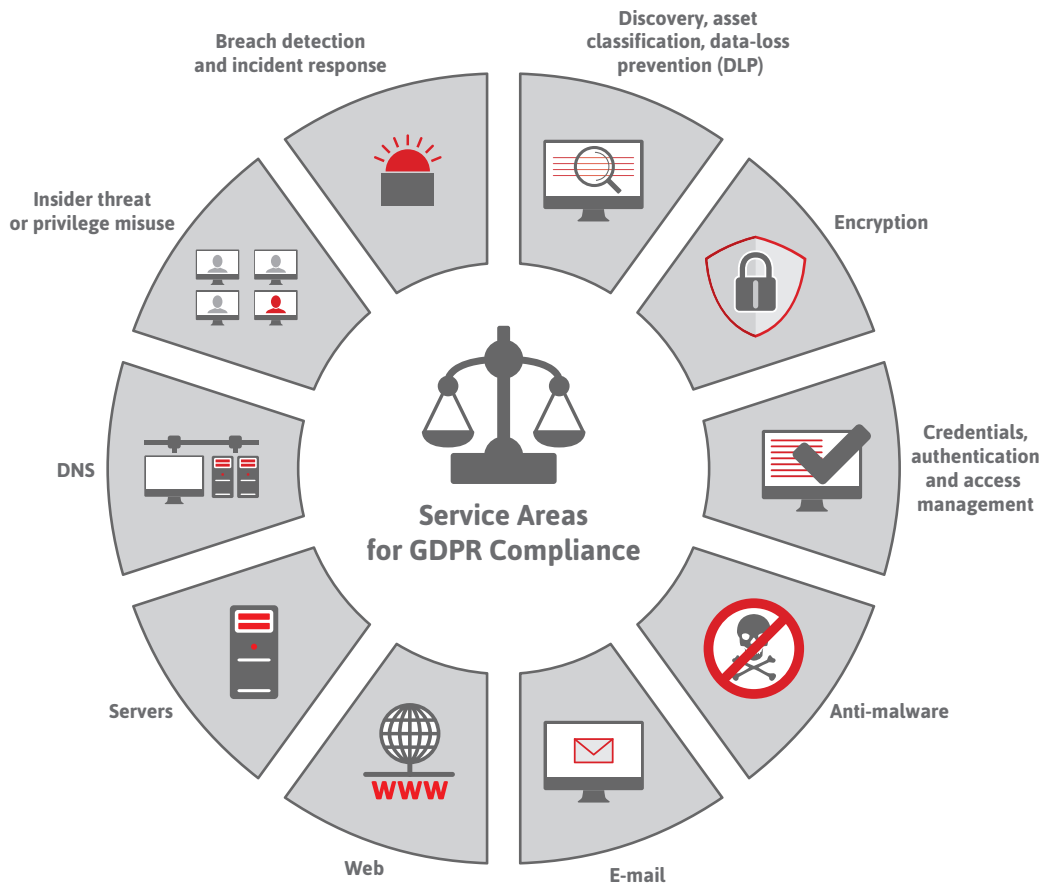 Discovery, asset
classification, data-loss
prevention (DLP)
Breach detection
and incident response
Insider threat
or privilege misuse
Encryption
Credentials,
authentication
and access
management
DNS
Service Areas
for GDPR Compliance
Servers
Anti-malware
WWW
Web
E-mail